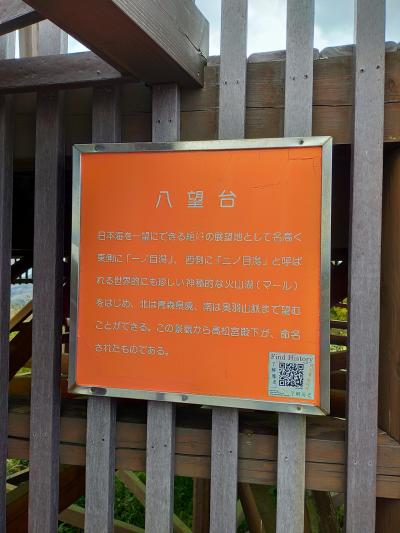 八望台
日本海を一望にできる絶好の展望地として名高く
東側に「一ノ目潟」、西側に「二ノ目潟」と呼ば
れる世界的にも珍しい神秘的な火山湖(マール)
をはじめ、北は青森県境、南は奥羽山脈まで望む
ことができる。この景観から高松宮殿下が、命名
されたものである。
Find History